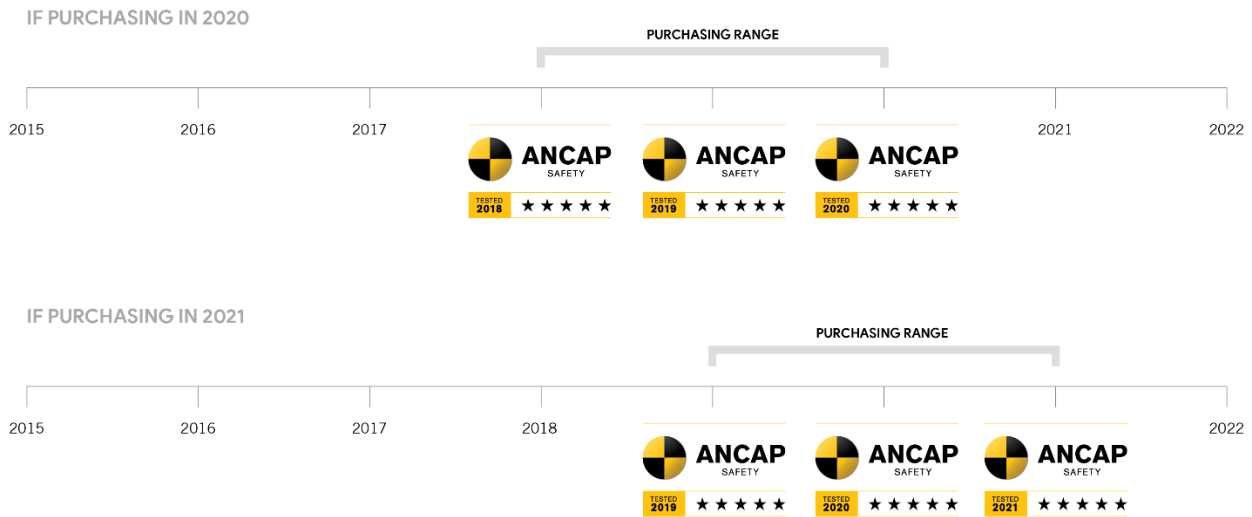 IF PURCHASING IN 2020
PURCHASING RANGE
2015 2016 2017 2021 2022
ANCAP ANCAP ANCAP
SAFETY SAFETY SAFETY
TESTED TESTED TESTED
2018 ★★★★★ 2019 ★★★★★ 2020 ★★★★★
IF PURCHASING IN 2021
PURCHASING RANGE
2015 2016 2017 2018 2022
ANCAP ANCAP ANCAP
SAFETY SAFETY SAFETY
TESTED TESTED TESTED
2019 ★★★★★ 2020 ★★★★★ 2021 ★★★★★